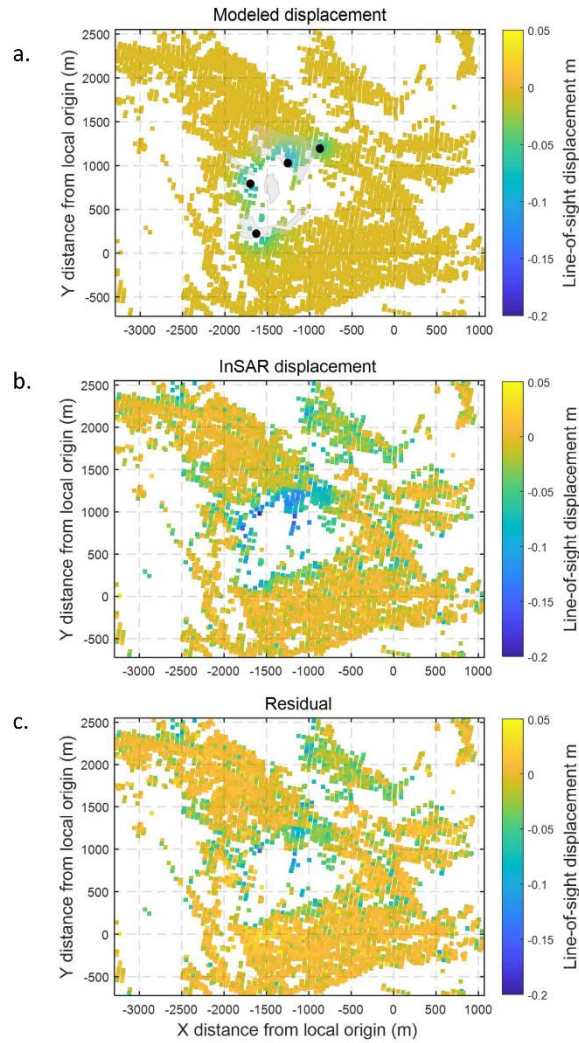 Modeled displacement
a.
2500
2000
1500
1000
500
0
-500
-3000 -2500 -2000 -1500 -1000 -500 0 500 1000
Y distance from local origin (m)
0.05
0
-0.05
-0.1
-0.15
-0.2
Line-of-sight displacement m
InSAR displacement
b.
2500
2000
1500
1000
500
0
-500
-3000 -2500 -2000 -1500 -1000 -500 0 500 1000
Y distance from local origin (m)
0.05
0
-0.05
-0.1
-0.15
-0.2
Line-of-sight displacement m
Residual
c.
2500
2000
1500
1000
500
0
-500
-3000 -2500 -2000 -1500 -1000 -500 0 500 1000
X distance from local origin (m)
Y distance from local origin (m)
0.05
0
-0.05
-0.1
-0.15
-0.2
Line-of-sight displacement m